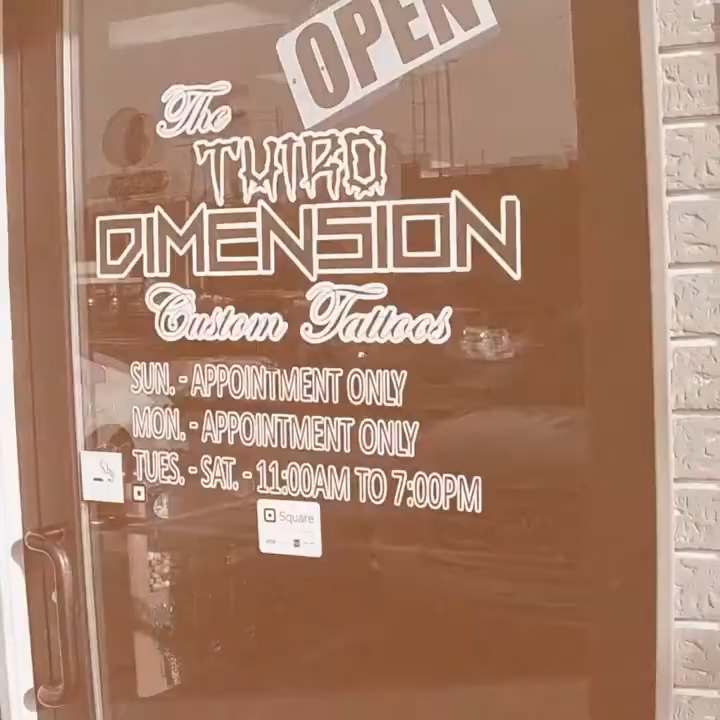 OPEN
The
THIRD
DIMENSION
Custom Tattoos
SUN. - APPOINTMENT ONLY
MON. - APPOINTMENT ONLY
TUES. - SAT. - 11:00AM TO 7:00PM
Square